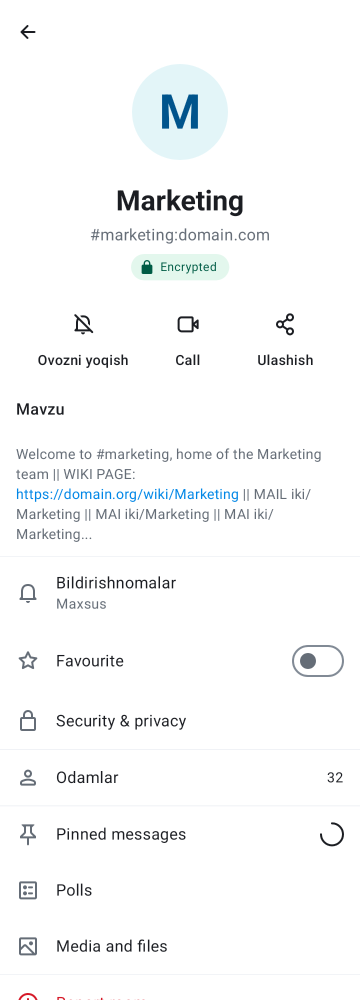 M
Marketing
#marketing:domain.com
Encrypted
Ovozni yoqish
Call
Ulashish
Mavzu
Welcome to #marketing, home of the Marketing
team || WIKI PAGE:
https://domain.org/wiki/Marketing || MAIL iki/
Marketing || MAI iki/Marketing || MAI iki/
Marketing...
Bildirishnomalar
Maxsus
Favourite
Security & privacy
Odamlar
32
Pinned messages
Polls
Media and files